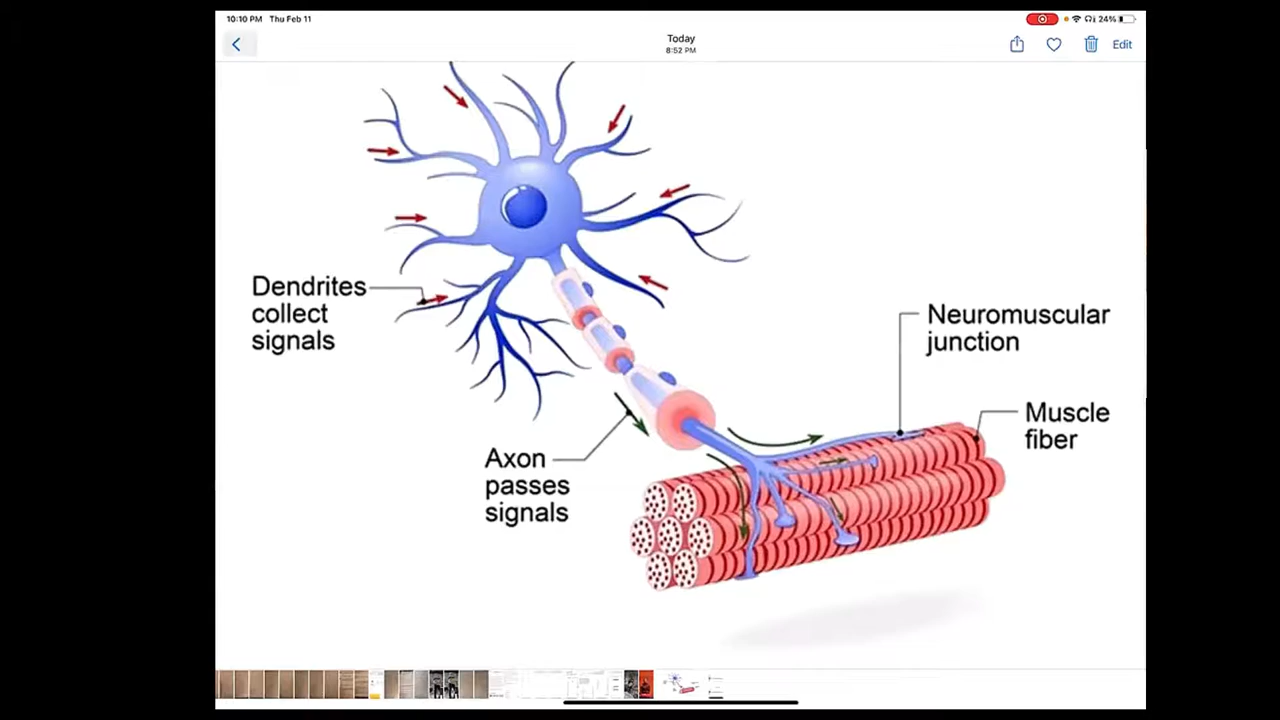 10:10 PM Thu Feb 11
24%
Today
8:52 PM
Edit
Dendrites
collect
signals
Neuromuscular
junction
Muscle
fiber
Axon
passes
signals